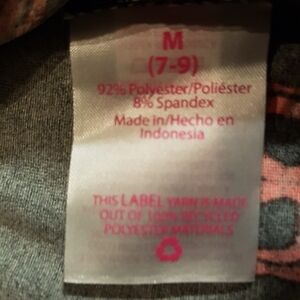 M
(7-9)
92% Polyester/Poliéster
8% Spandex
Made in/Hecho en
Indonesia
THIS LABEL YARN IS MADE
OUT OF 100% RECYCLED
POLYESTER MATERIALS